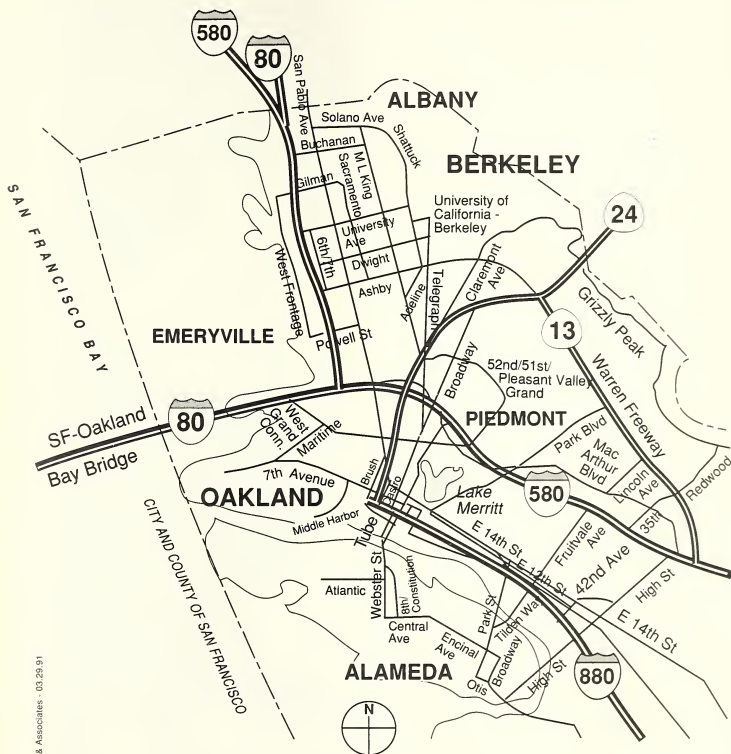 580
80
San Pablo Ave
ALBANY
Solano Ave
Buchanan
Shattuck
M L King
Sacramento
Gilman
BERKELEY
University of
California -
Berkeley
24
University
Ave
6th/7th
Dwight
West Frontage
Ashby
Adeline
Telegraph
Claremont
Ave
Grizzly Peak
SAN FRANCISCO BAY
EMERYVILLE
Powell St
13
Broadway
52nd/51st/
Pleasant Valley
Grand
Warren Freeway
PIEDMONT
80
SF-Oakland
Bay Bridge
West
Grand
Conn.
Maritime
Park Blvd
Mac
Arthur
Blvd
Lincoln
Ave
Redwood
7th Avenue
Brush
Castro
OAKLAND
Lake
Merritt
580
35th
Middle Harbor
Tube
E 14th St
E 12th St
Fruitvale
Ave
42nd Ave
High St
E 14th St
CITY AND COUNTY OF SAN FRANCISCO
Atlantic
Webster St
8th/
Constitution
Central
Ave
Encinal
Ave
Park St
Tilden Way
Broadway
High St
Otis
ALAMEDA
880
N
& Associates - 03.29.91